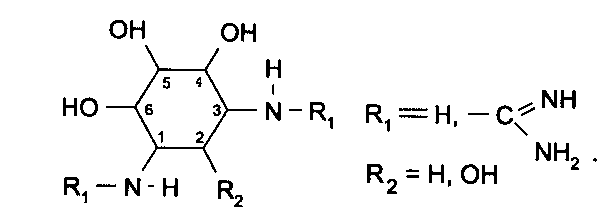 OH
OH
HO
5
4
6
3
1
2
H
N
R₁
R₁
N
H
R₂
R₁ = H, C NH
NH₂ .
R₂ = H, OH